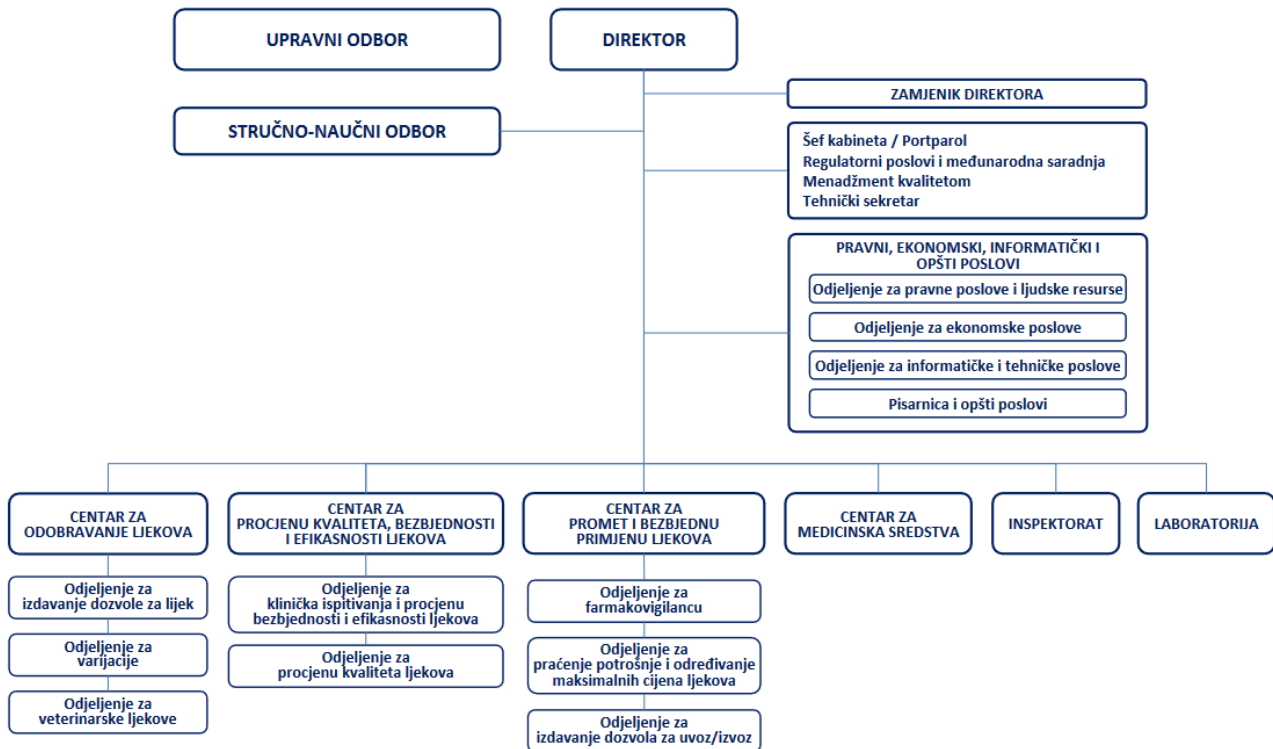 UPRAVNI ODBOR
DIREKTOR
ZAMJENIK DIREKTORA
STRUČNO-NAUČNI ODBOR
Šef kabineta / Portparol
Regulatorni poslovi i međunarodna saradnja
Menadžment kvalitetom
Tehnički sekretar
PRAVNI, EKONOMSKI, INFORMATIČKI I
OPŠTI POSLOVI
Odjeljenje za pravne poslove i ljudske resurse
Odjeljenje za ekonomske poslove
Odjeljenje za informatičke i tehničke poslove
Pisarnica i opšti poslovi
CENTAR ZA
ODOBRAVANJE LJEKOVA
Odjeljenje za
izdavanje dozvole za lijek
Odjeljenje za
varijacije
Odjeljenje za
veterinarske ljekove
CENTAR ZA
PROCJENU KVALITETA, BEZBJEDNOSTI
I EFIKASNOSTI LJEKOVA
Odjeljenje za
klinička ispitivanja i procjenu
bezbjednosti i efikasnosti ljekova
Odjeljenje za
procjenu kvaliteta ljekova
CENTAR ZA
PROMET I BEZBJEDNU
PRIMJENU LJEKOVA
Odjeljenje za
farmakovigilancu
Odjeljenje za
praćenje potrošnje i određivanje
maksimalnih cijena ljekova
Odjeljenje za
izdavanje dozvola za uvoz/izvoz
CENTAR ZA
MEDICINSKA SREDSTVA
INSPEKTORAT
LABORATORIJA